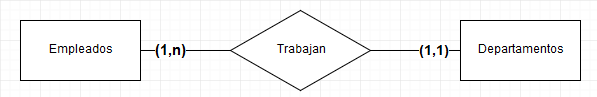 Empleados (1,n) Trabajan (1,1) Departamentos